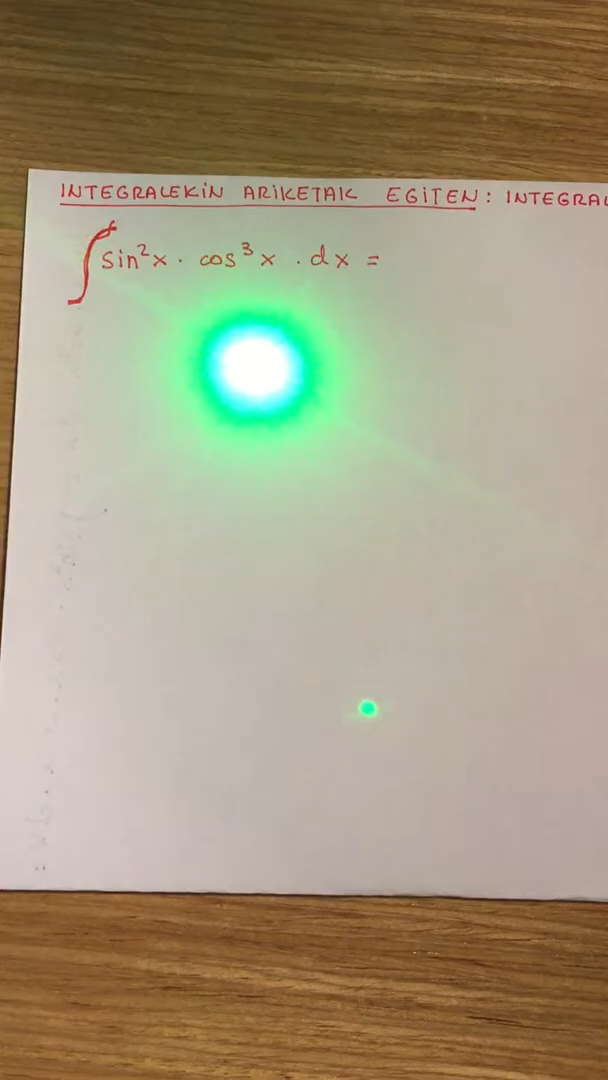 INTEGRALEKIN ARIKETAK EGITEN: INTEGRAL
∫sin²x · cos³x · dx =